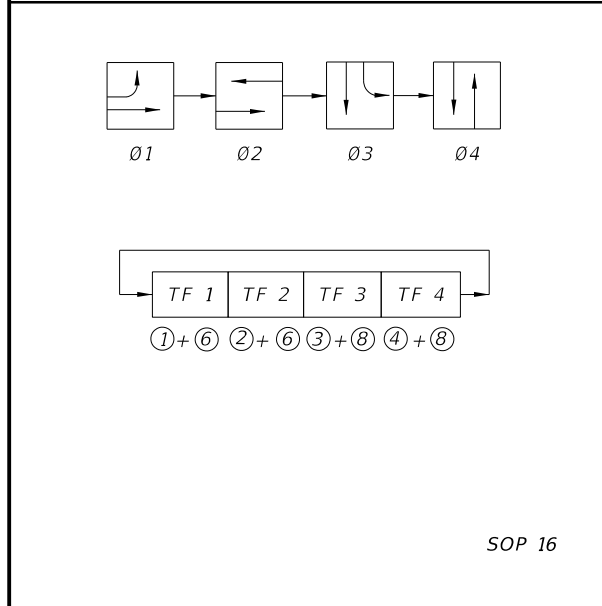 Ø1 Ø2 Ø3 Ø4
TF 1 TF 2 TF 3 TF 4
①+⑥ ②+⑥ ③+⑧ ④+⑧
SOP 16